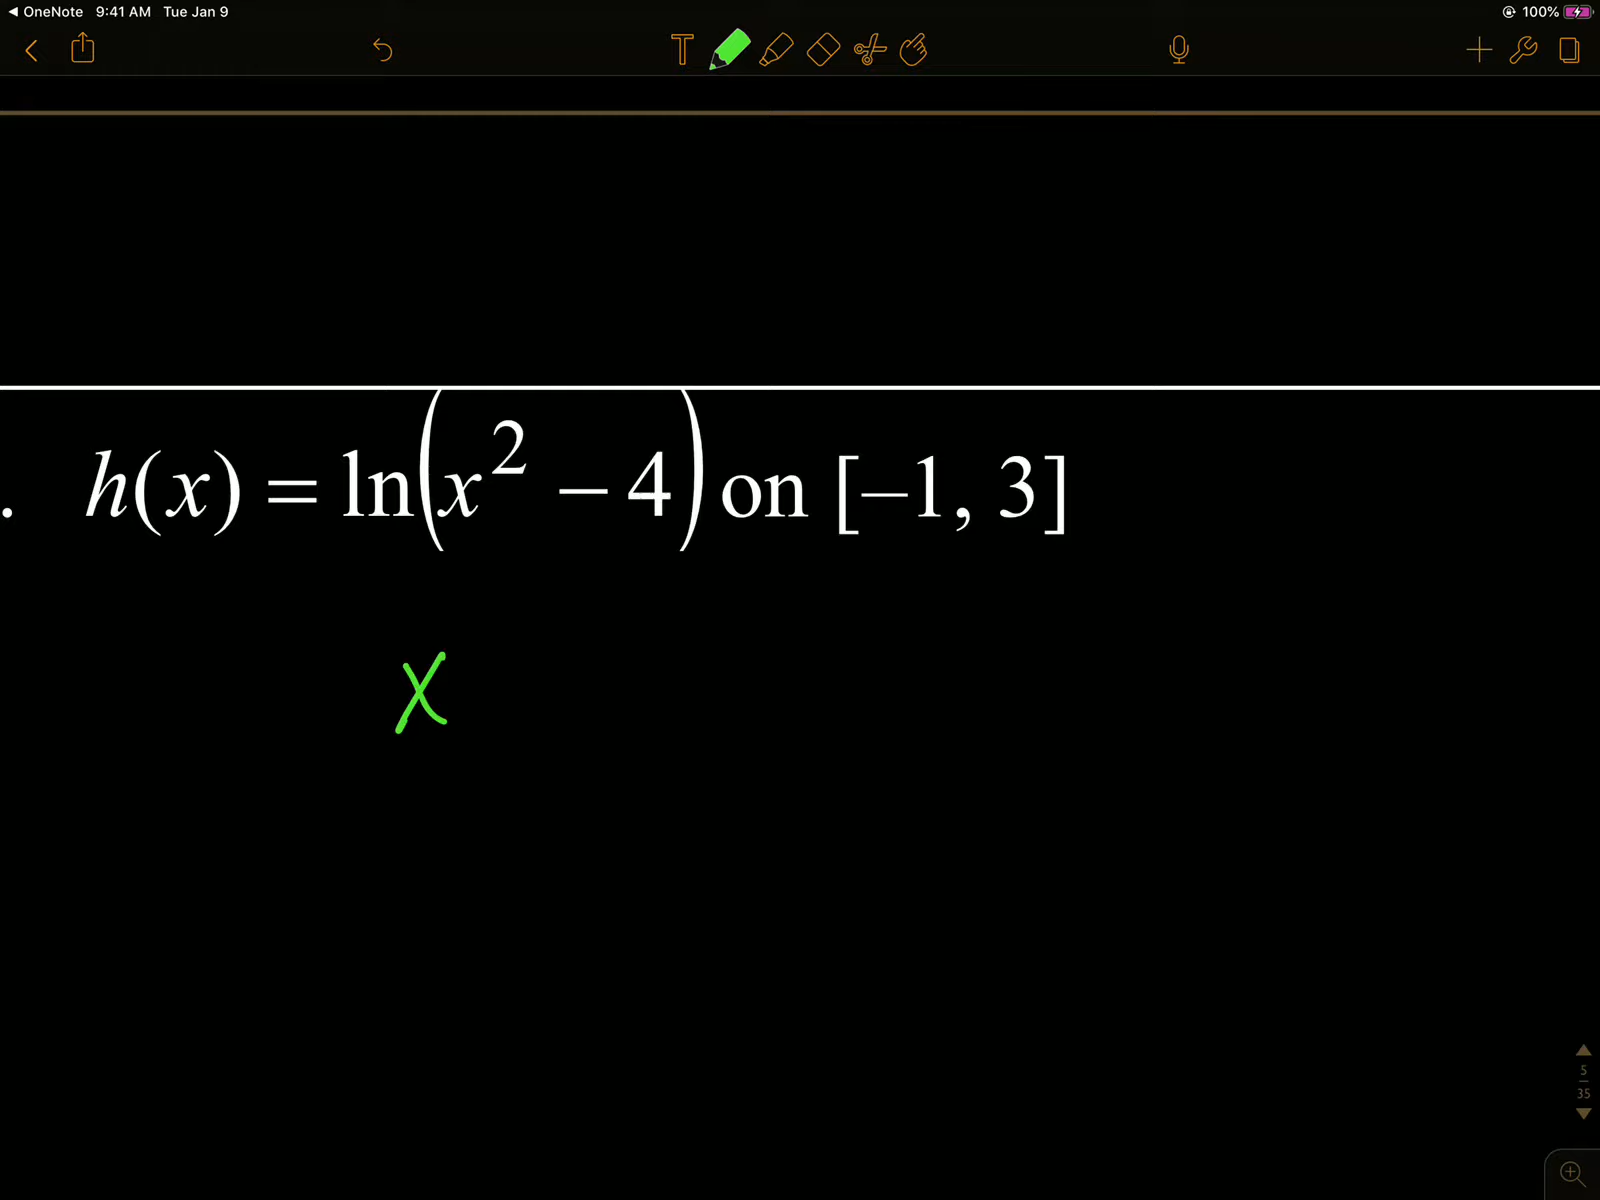 ◀ OneNote 9:41 AM Tue Jan 9 100%
T
. h(x) = ln(x² – 4) on [–1, 3]
X
5
35